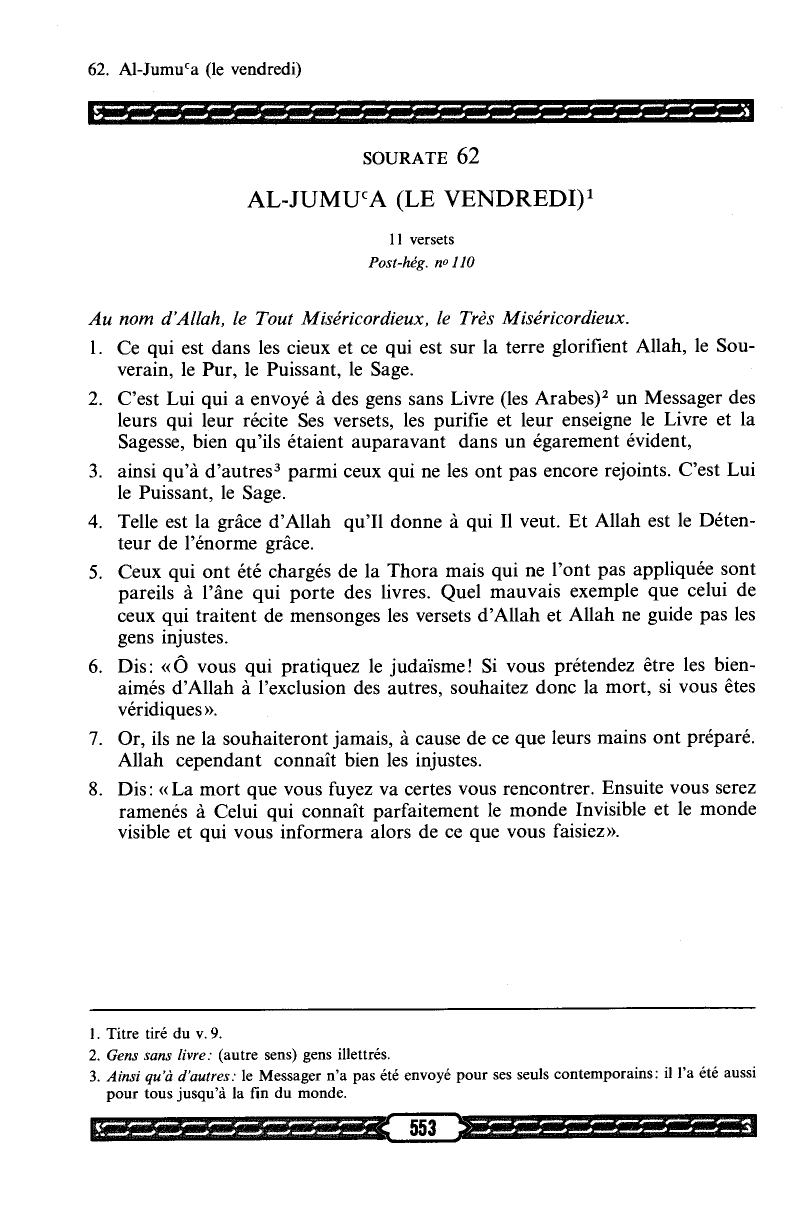 62. Al-Jumuᶜa (le vendredi)
SOURATE 62
AL-JUMUᶜA (LE VENDREDI)¹
11 versets
Post-hég. nº 110
Au nom d'Allah, le Tout Miséricordieux, le Très Miséricordieux.
1. Ce qui est dans les cieux et ce qui est sur la terre glorifient Allah, le Sou-
verain, le Pur, le Puissant, le Sage.
2. C'est Lui qui a envoyé à des gens sans Livre (les Arabes)² un Messager des
leurs qui leur récite Ses versets, les purifie et leur enseigne le Livre et la
Sagesse, bien qu'ils étaient auparavant dans un égarement évident,
3. ainsi qu'à d'autres³ parmi ceux qui ne les ont pas encore rejoints. C'est Lui
le Puissant, le Sage.
4. Telle est la grâce d'Allah qu'Il donne à qui Il veut. Et Allah est le Déten-
teur de l'énorme grâce.
5. Ceux qui ont été chargés de la Thora mais qui ne l'ont pas appliquée sont
pareils à l'âne qui porte des livres. Quel mauvais exemple que celui de
ceux qui traitent de mensonges les versets d'Allah et Allah ne guide pas les
gens injustes.
6. Dis: «Ô vous qui pratiquez le judaïsme! Si vous prétendez être les bien-
aimés d'Allah à l'exclusion des autres, souhaitez donc la mort, si vous êtes
véridiques».
7. Or, ils ne la souhaiteront jamais, à cause de ce que leurs mains ont préparé.
Allah cependant connaît bien les injustes.
8. Dis: «La mort que vous fuyez va certes vous rencontrer. Ensuite vous serez
ramenés à Celui qui connaît parfaitement le monde Invisible et le monde
visible et qui vous informera alors de ce que vous faisiez».
1. Titre tiré du v. 9.
2. Gens sans livre: (autre sens) gens illettrés.
3. Ainsi qu'à d'autres: le Messager n'a pas été envoyé pour ses seuls contemporains: il l'a été aussi
pour tous jusqu'à la fin du monde.
553